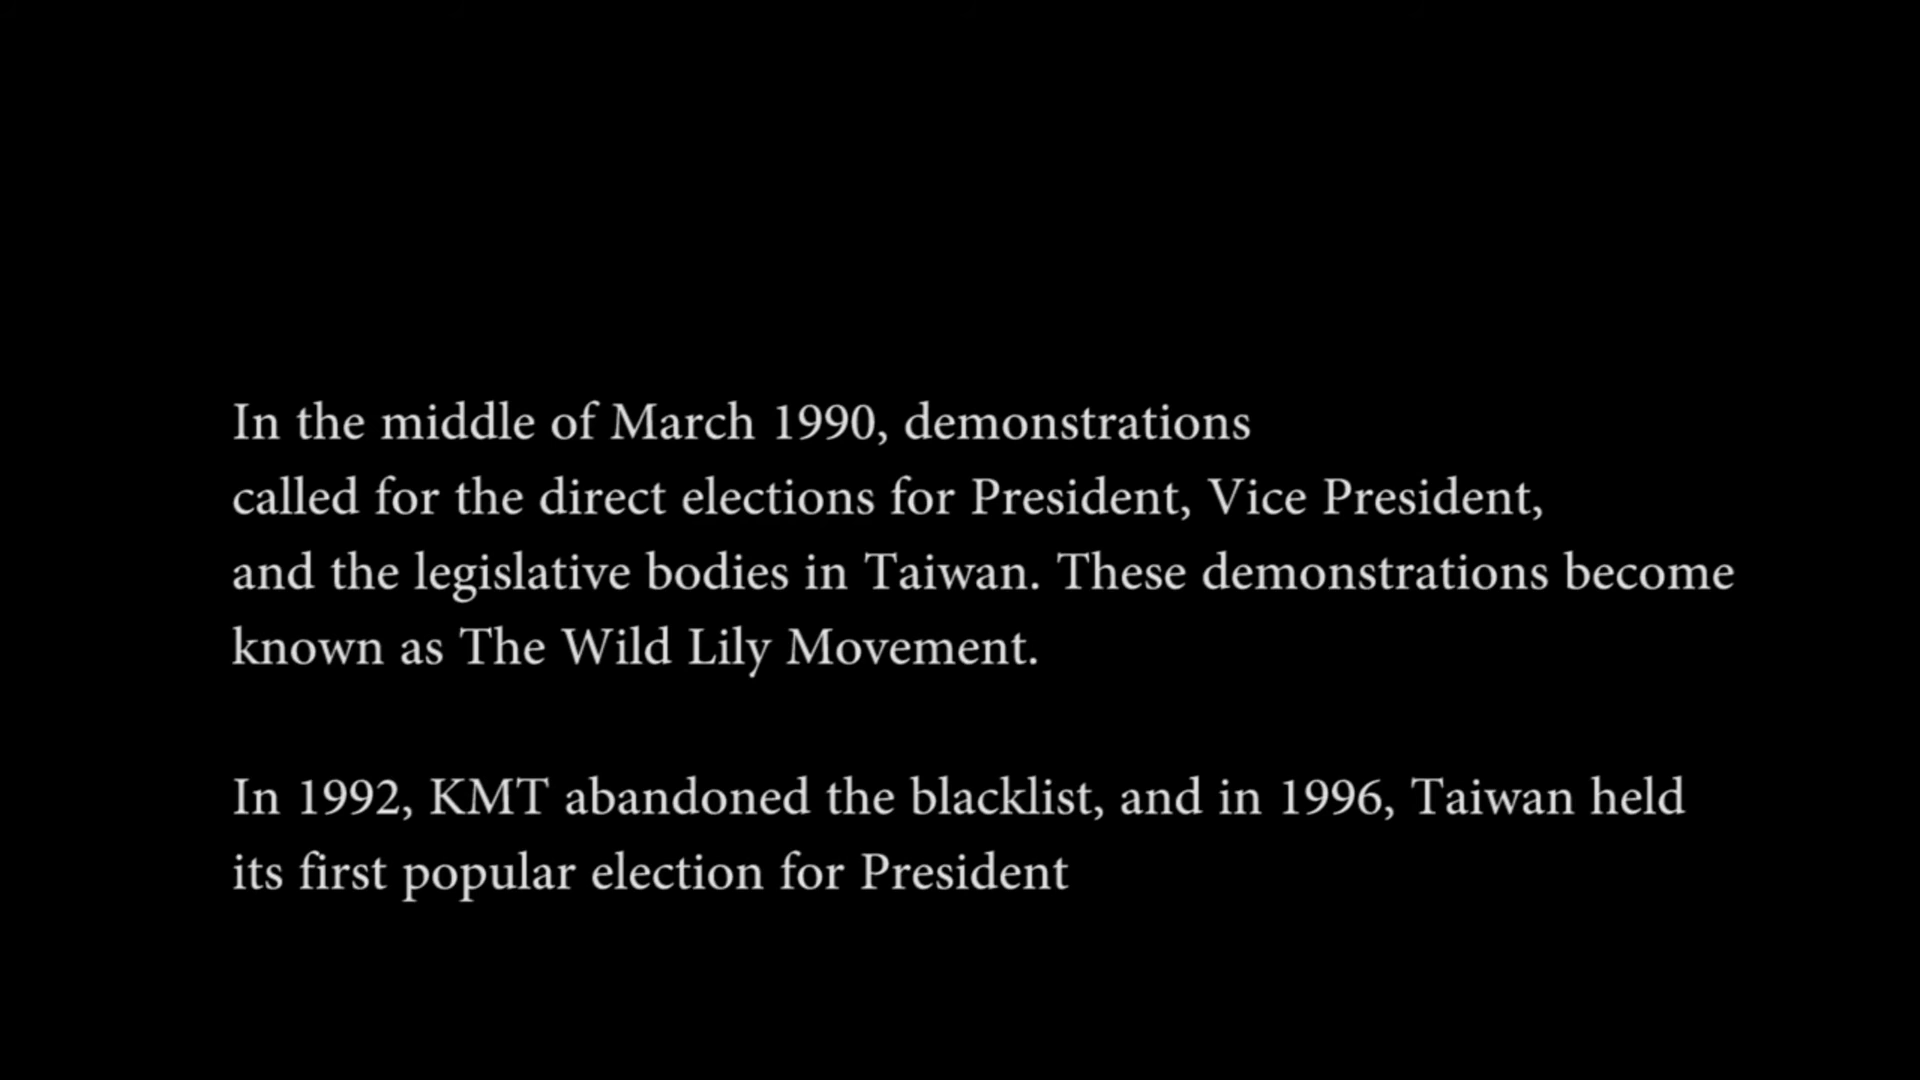 In the middle of March 1990, demonstrations
called for the direct elections for President, Vice President,
and the legislative bodies in Taiwan. These demonstrations become
known as The Wild Lily Movement.
In 1992, KMT abandoned the blacklist, and in 1996, Taiwan held
its first popular election for President